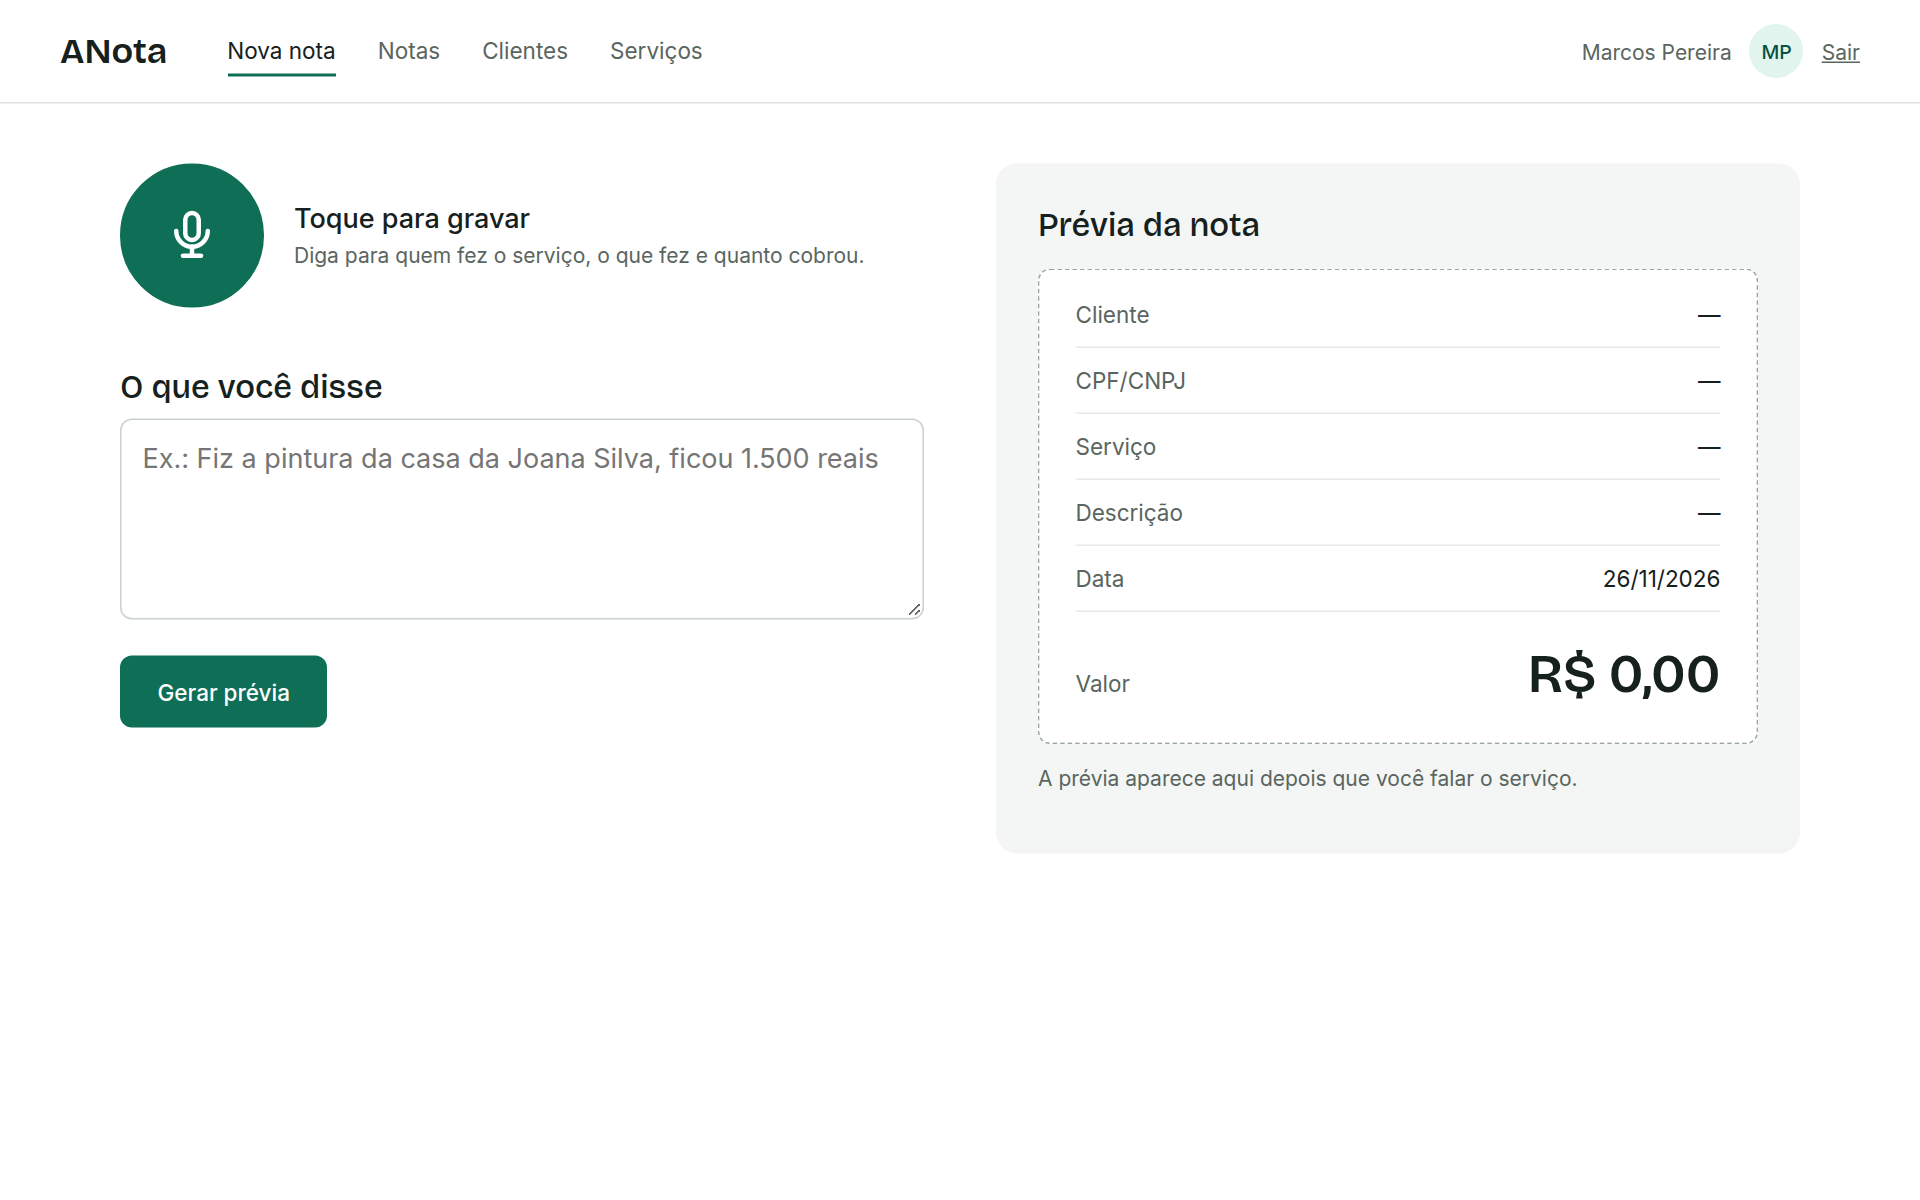 ANota
Nova nota
Notas
Clientes
Serviços
Marcos Pereira
MP
Sair
Toque para gravar
Diga para quem fez o serviço, o que fez e quanto cobrou.
O que você disse
Ex.: Fiz a pintura da casa da Joana Silva, ficou 1.500 reais
Gerar prévia
Prévia da nota
Cliente —
CPF/CNPJ —
Serviço —
Descrição —
Data 26/11/2026
Valor R$ 0,00
A prévia aparece aqui depois que você falar o serviço.